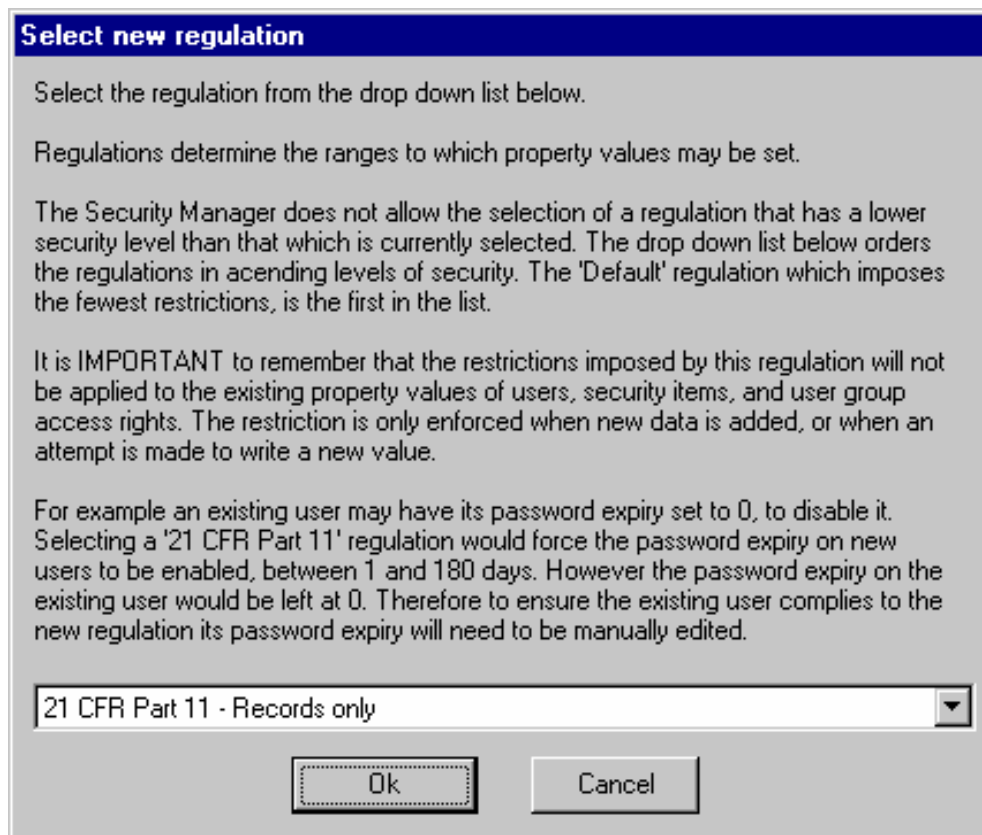 Select new regulation
Select the regulation from the drop down list below.
Regulations determine the ranges to which property values may be set.
The Security Manager does not allow the selection of a regulation that has a lower
security level than that which is currently selected. The drop down list below orders
the regulations in acending levels of security. The 'Default' regulation which imposes
the fewest restrictions, is the first in the list.
It is IMPORTANT to remember that the restrictions imposed by this regulation will not
be applied to the existing property values of users, security items, and user group
access rights. The restriction is only enforced when new data is added, or when an
attempt is made to write a new value.
For example an existing user may have its password expiry set to 0, to disable it.
Selecting a '21 CFR Part 11' regulation would force the password expiry on new
users to be enabled, between 1 and 180 days. However the password expiry on the
existing user would be left at 0. Therefore to ensure the existing user complies to the
new regulation its password expiry will need to be manually edited.
21 CFR Part 11 - Records only
Ok
Cancel